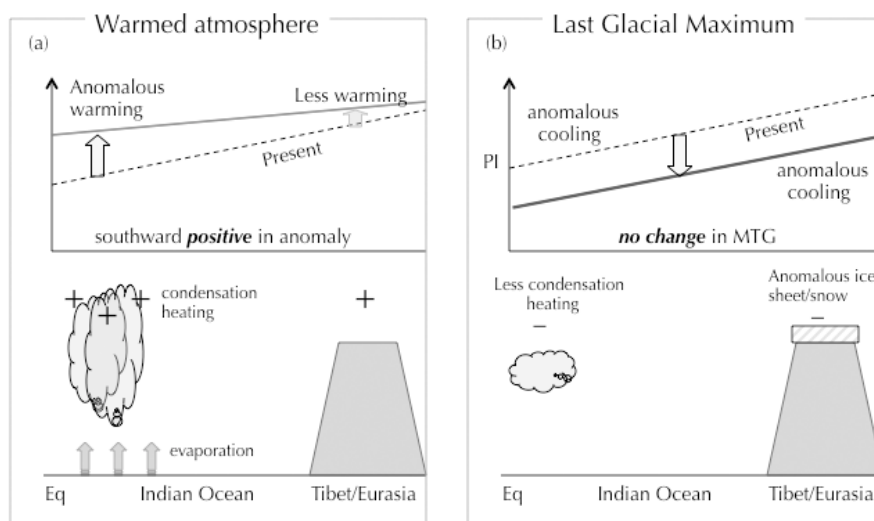 Warmed atmosphere
(a)
Anomalous
warming
Less warming
Present
southward positive in anomaly
condensation
heating
+ + + +
evaporation
Eq Indian Ocean Tibet/Eurasia
Last Glacial Maximum
(b)
anomalous
cooling
Present
PI
anomalous
cooling
no change in MTG
Less condensation
heating
−
Anomalous ice
sheet/snow
−
Eq Indian Ocean Tibet/Eurasia